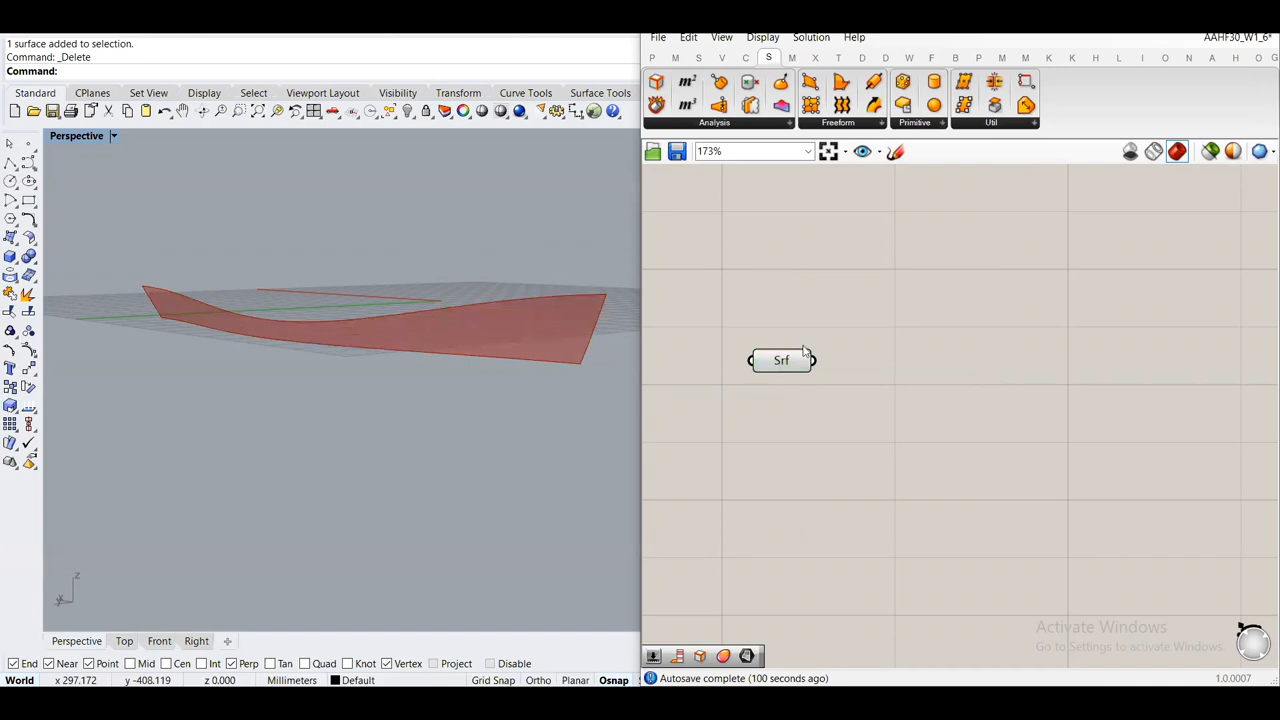 1 surface added to selection.
Command: _Delete
Command:
Standard CPlanes Set View Display Select Viewport Layout Visibility Transform Curve Tools Surface Tools
Perspective
z
x
y
Perspective Top Front Right
End Near Point Mid Cen Int Perp Tan Quad Knot Vertex Project Disable
World x 297.172 y -408.119 z 0.000 Millimeters Default Grid Snap Ortho Planar Osnap
File Edit View Display Solution Help AAHF30_W1_6*
P M S V C S M X T D D V K F B P M M K L I O N O G
m² m³
Analysis Freeform Primitive Util
173%
Srf
Activate Windows
Go to Settings to activate Windows.
Autosave complete (100 seconds ago) 1.0.0007